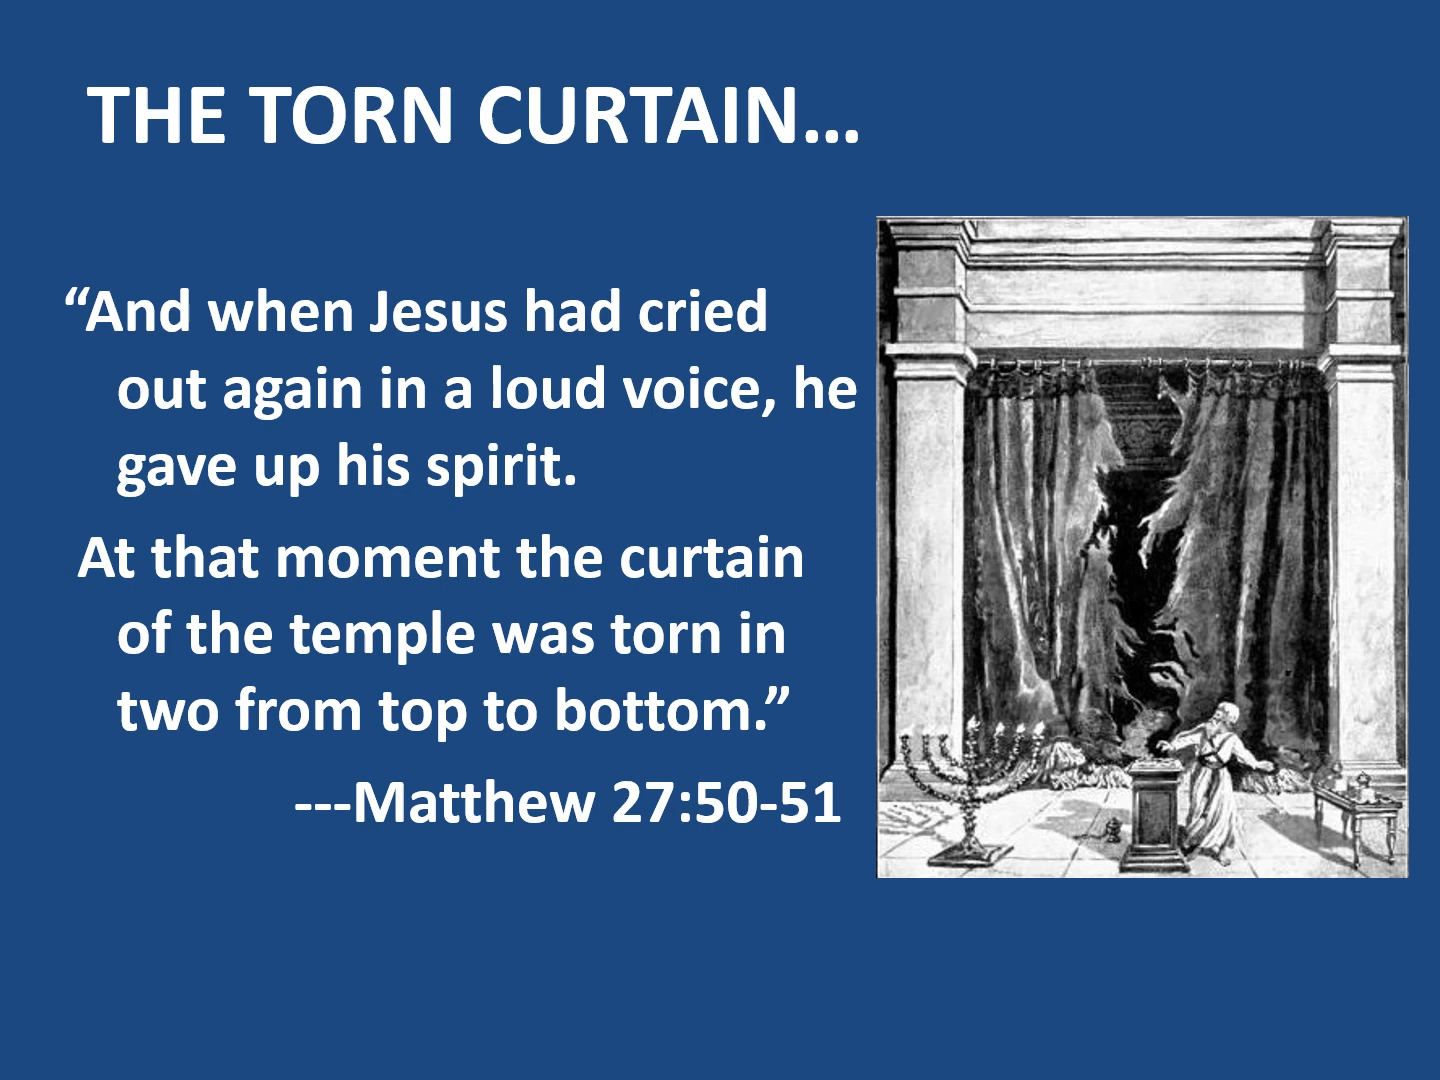 THE TORN CURTAIN…
“And when Jesus had cried
out again in a loud voice, he
gave up his spirit.
At that moment the curtain
of the temple was torn in
two from top to bottom.”
---Matthew 27:50-51